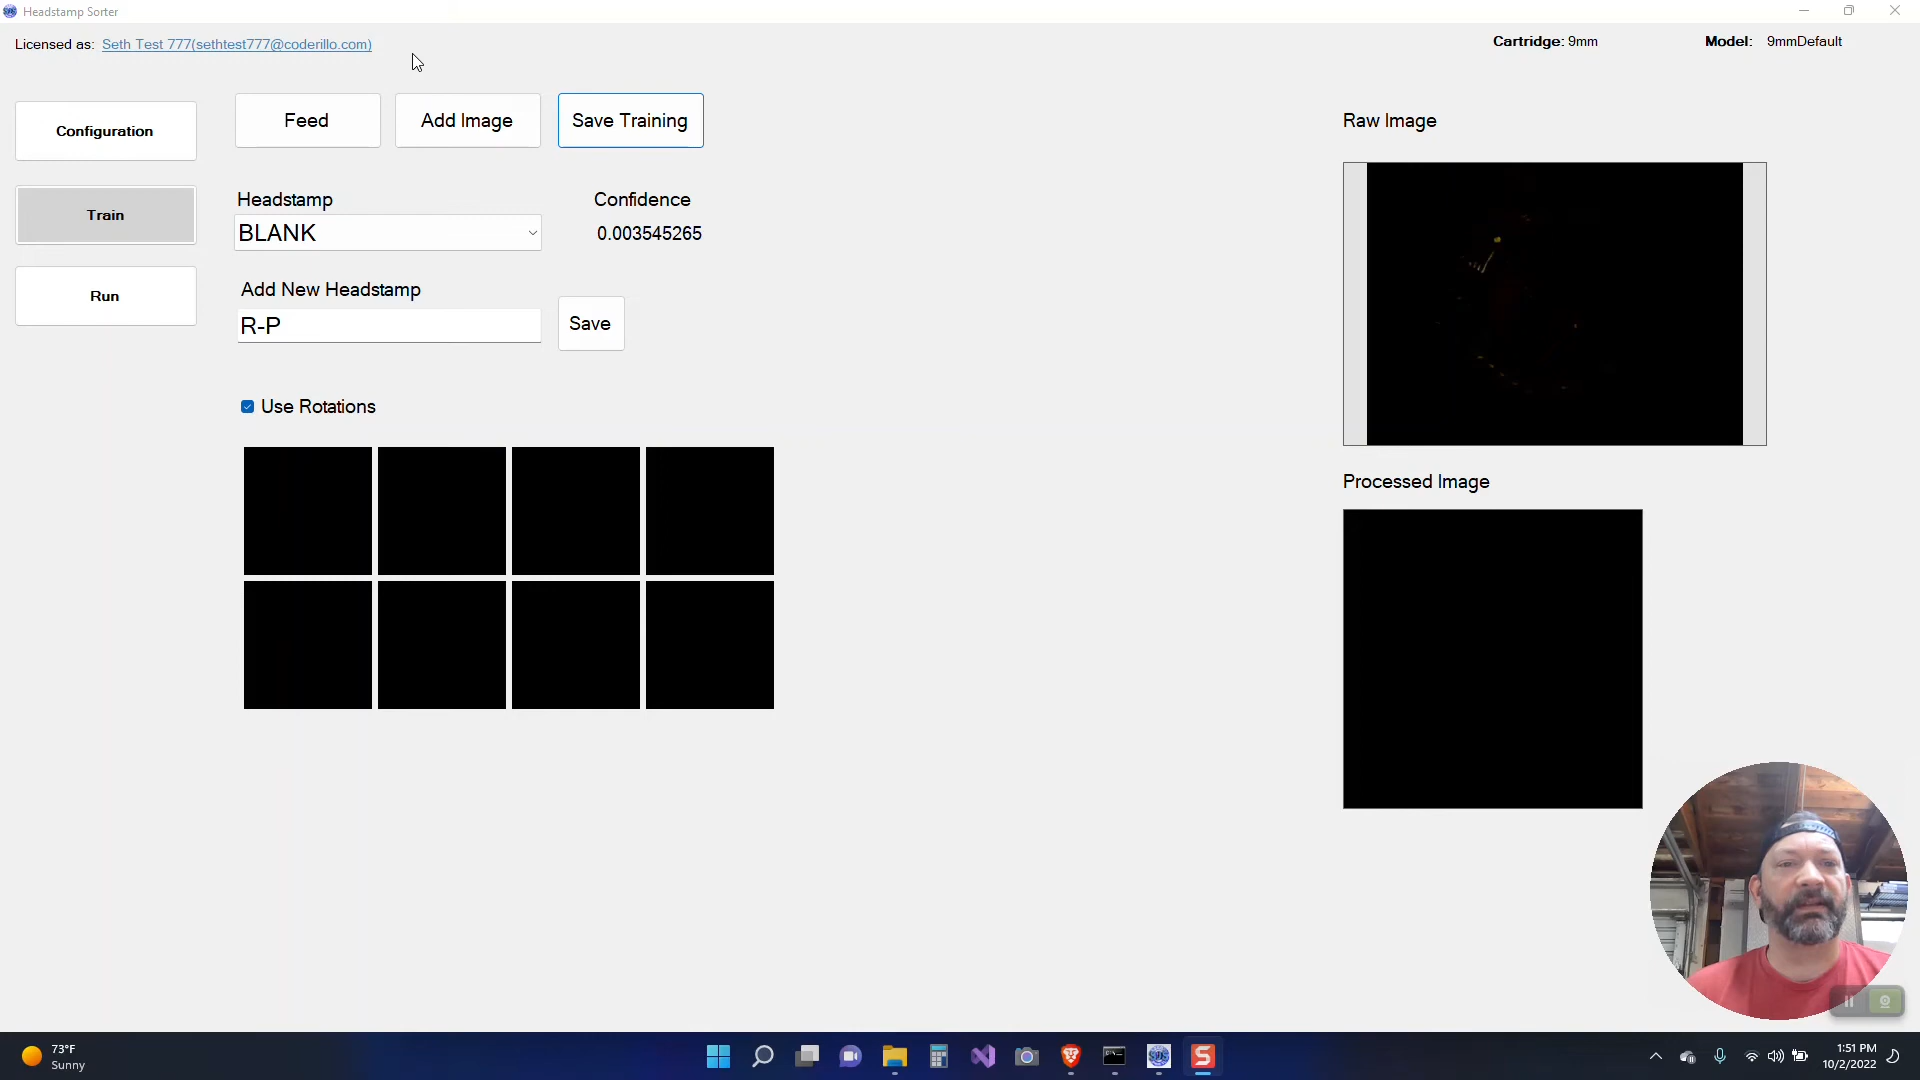 Headstamp Sorter
Licensed as: Seth Test 777(sethtest777@coderillo.com)
Cartridge: 9mm
Model: 9mmDefault
Configuration
Train
Run
Feed
Add Image
Save Training
Headstamp
BLANK
Confidence
0.003545265
Add New Headstamp
R-P
Save
Use Rotations
Raw Image
Processed Image
73°F
Sunny
1:51 PM
10/2/2022